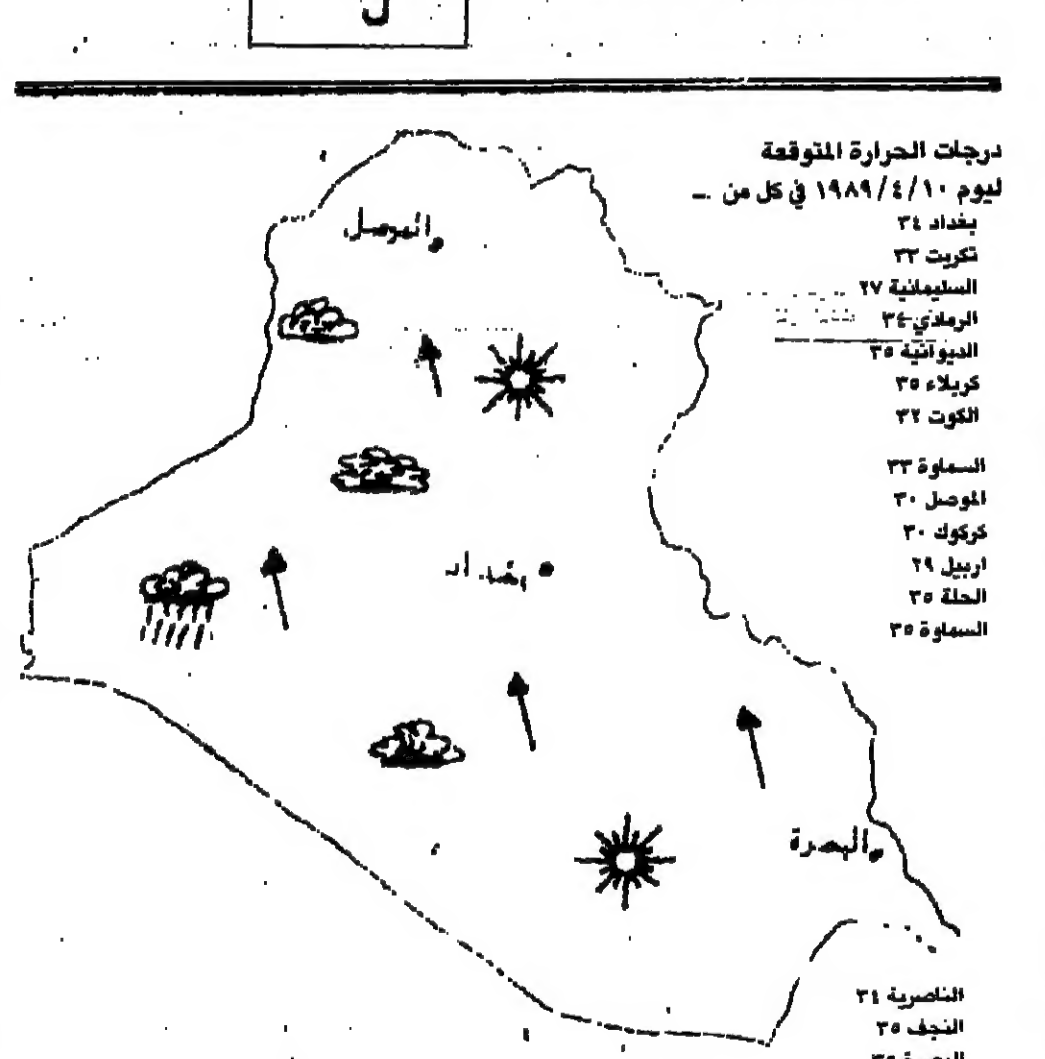 درجات الحرارة المتوقعة
ليوم ١٩٨٩/٤/١٠ في كل من ــ
بغداد ٣٤
تكريت ٣٣
السليمانية ٢٧
الرمادي ٣٤
الديوانية ٣٥
كربلاء ٣٥
الكوت ٣٢
السماوة ٣٣
الموصل ٣٠
كركوك ٣٠
اربيل ٢٩
الحلة ٣٥
السماوة ٣٥
الموصل
بغداد
البصرة
الناصرية ٣٤
النجف ٣٥